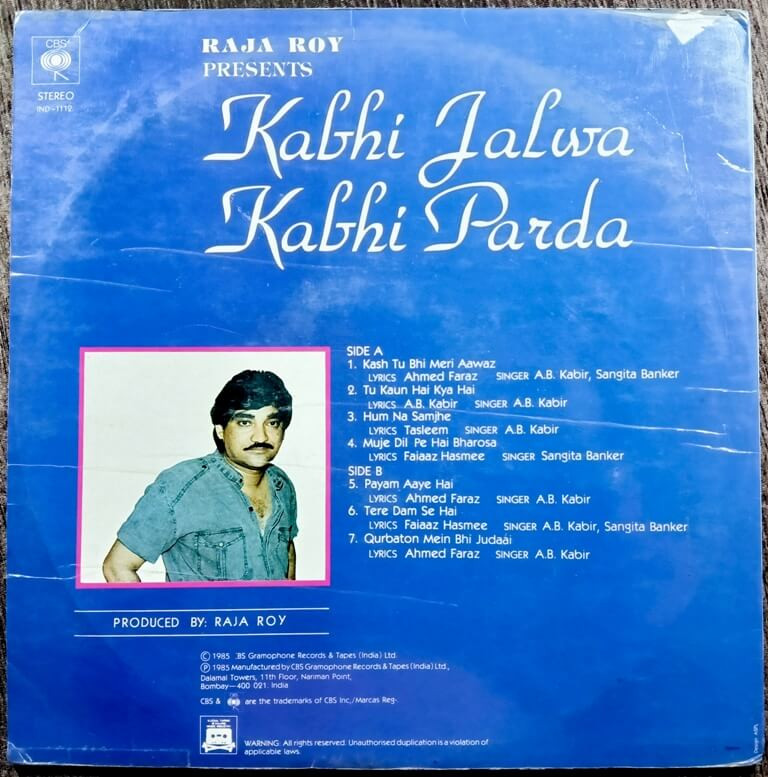 CBS
STEREO
IND-1112
RAJA ROY
PRESENTS
Kabhi Jalwa
Kabhi Parda
SIDE A
1. Kash Tu Bhi Meri Aawaz
LYRICS Ahmed Faraz SINGER A.B. Kabir, Sangita Banker
2. Tu Kaun Hai Kya Hai
LYRICS A.B. Kabir SINGER A.B. Kabir
3. Hum Na Samjhe
LYRICS Tasleem SINGER A.B. Kabir
4. Muje Dil Pe Hai Bharosa
LYRICS Faiaaz Hasmee SINGER Sangita Banker
SIDE B
5. Payam Aaye Hai
LYRICS Ahmed Faraz SINGER A.B. Kabir
6. Tere Dam Se Hai
LYRICS Faiaaz Hasmee SINGER A.B. Kabir, Sangita Banker
7. Qurbaton Mein Bhi Judaai
LYRICS Ahmed Faraz SINGER A.B. Kabir
PRODUCED BY: RAJA ROY
© 1985 BS Gramophone Records & Tapes (India) Ltd.
℗ 1985 Manufactured by CBS Gramophone Records & Tapes (India) Ltd.,
Dalamal Towers, 11th Floor, Nariman Point,
Bombay—400 021. India
CBS & are the trademarks of CBS Inc./Marcas Reg.
WARNING: All rights reserved. Unauthorised duplication is a violation of
applicable laws.